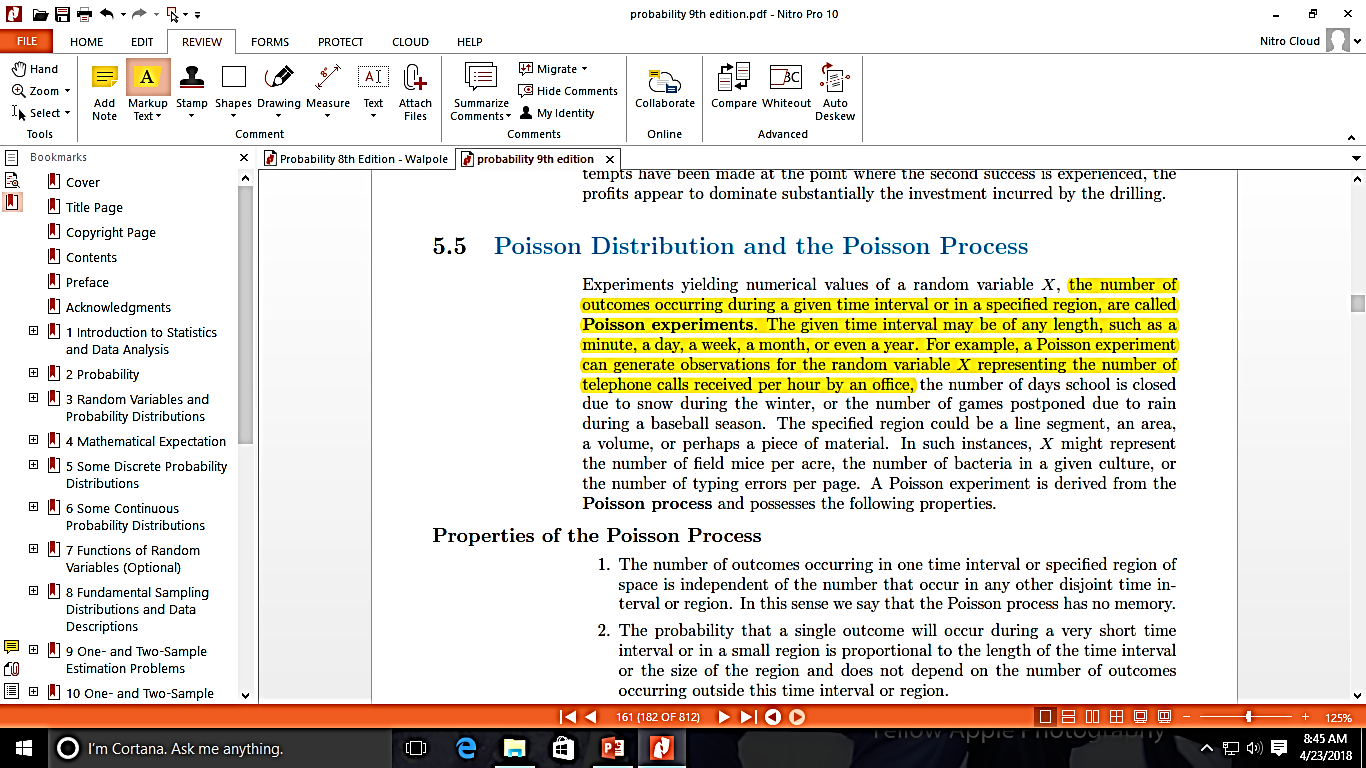 probability 9th edition.pdf - Nitro Pro 10
FILE HOME EDIT REVIEW FORMS PROTECT CLOUD HELP
Nitro Cloud
Hand
Zoom
Select
Tools
Add Note
Markup Text
Stamp
Shapes
Drawing
Measure
Text
Attach Files
Comment
Summarize Comments
Migrate
Hide Comments
My Identity
Comments
Collaborate
Online
Compare
Whiteout
Auto Deskew
Advanced
Bookmarks
Probability 8th Edition - Walpole
probability 9th edition
Cover
Title Page
Copyright Page
Contents
Preface
Acknowledgments
1 Introduction to Statistics
and Data Analysis
2 Probability
3 Random Variables and
Probability Distributions
4 Mathematical Expectation
5 Some Discrete Probability
Distributions
6 Some Continuous
Probability Distributions
7 Functions of Random
Variables (Optional)
8 Fundamental Sampling
Distributions and Data
Descriptions
9 One- and Two-Sample
Estimation Problems
10 One- and Two-Sample
tempts have been made at the point where the second success is experienced, the
profits appear to dominate substantially the investment incurred by the drilling.
5.5 Poisson Distribution and the Poisson Process
Experiments yielding numerical values of a random variable X, the number of
outcomes occurring during a given time interval or in a specified region, are called
Poisson experiments. The given time interval may be of any length, such as a
minute, a day, a week, a month, or even a year. For example, a Poisson experiment
can generate observations for the random variable X representing the number of
telephone calls received per hour by an office, the number of days school is closed
due to snow during the winter, or the number of games postponed due to rain
during a baseball season. The specified region could be a line segment, an area,
a volume, or perhaps a piece of material. In such instances, X might represent
the number of field mice per acre, the number of bacteria in a given culture, or
the number of typing errors per page. A Poisson experiment is derived from the
Poisson process and possesses the following properties.
Properties of the Poisson Process
1. The number of outcomes occurring in one time interval or specified region of
space is independent of the number that occur in any other disjoint time in-
terval or region. In this sense we say that the Poisson process has no memory.
2. The probability that a single outcome will occur during a very short time
interval or in a small region is proportional to the length of the time interval
or the size of the region and does not depend on the number of outcomes
occurring outside this time interval or region.
161 (182 OF 812)
125%
I'm Cortana. Ask me anything.
Yellow Apple Photography
8:45 AM
4/23/2018